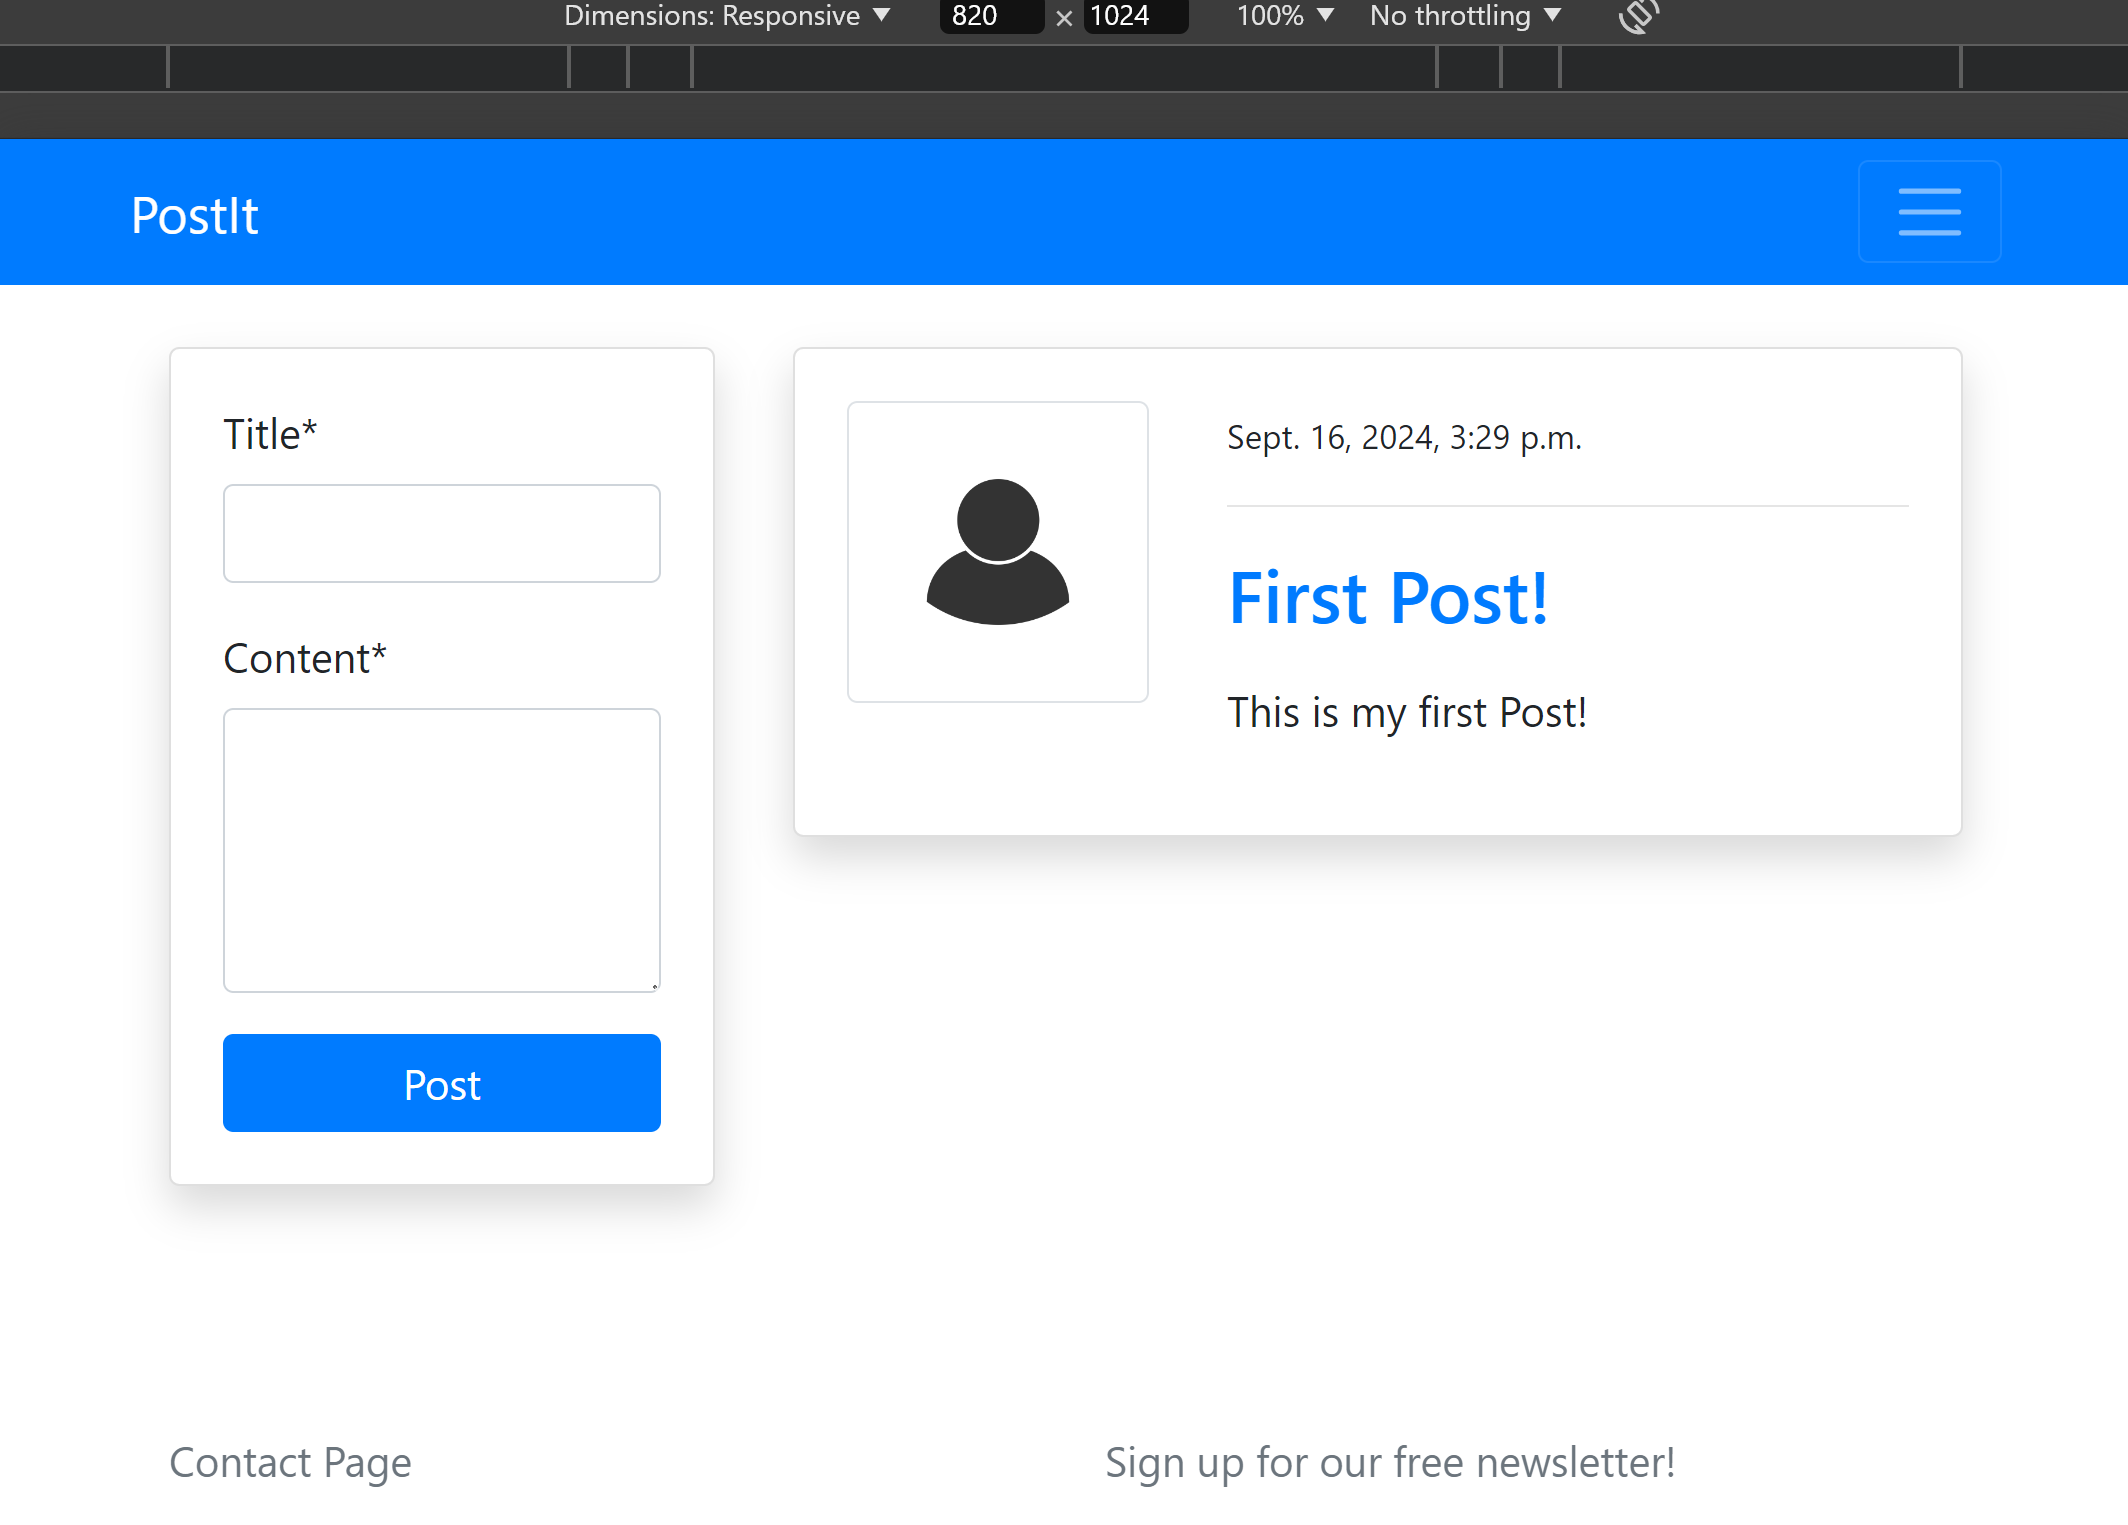 Dimensions: Responsive 820 × 1024 100% No throttling
PostIt
Title*
Content*
Post
Sept. 16, 2024, 3:29 p.m.
First Post!
This is my first Post!
Contact Page
Sign up for our free newsletter!